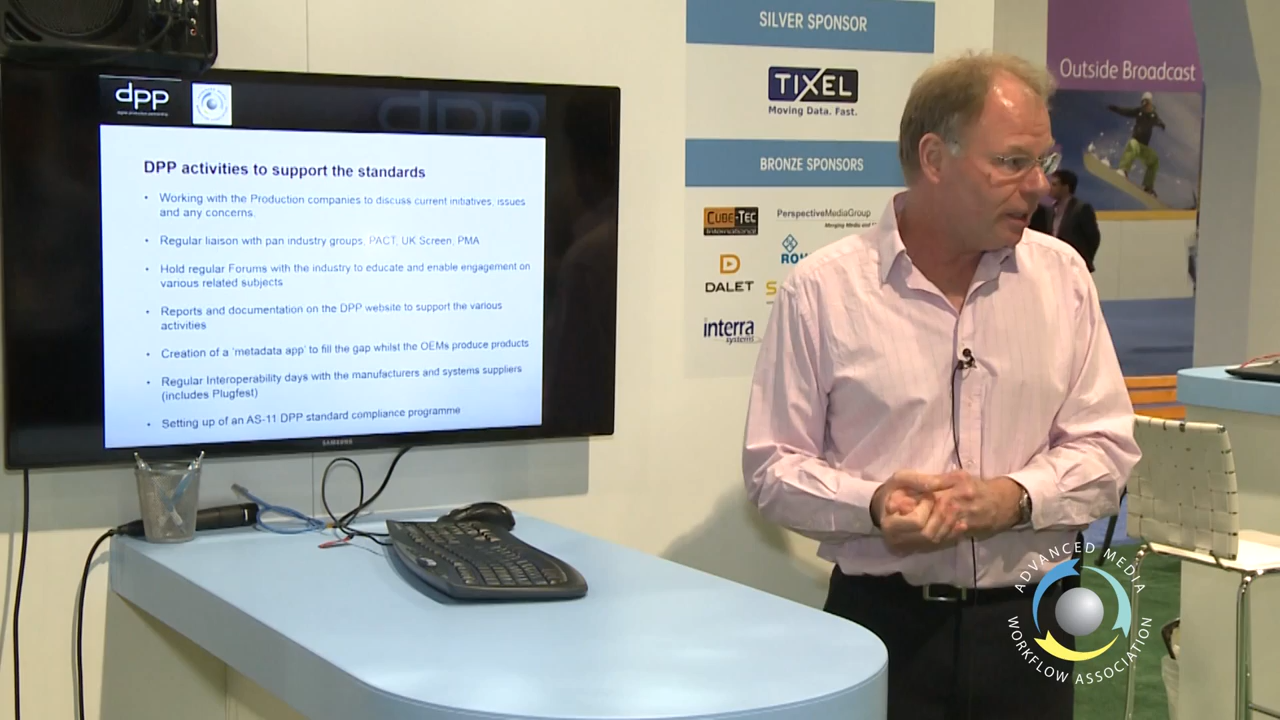 dpp
DPP activities to support the standards
Working with the Production companies to discuss current initiatives, issues
and any concerns.
Regular liaison with pan industry groups, PACT, UK Screen, PMA
Hold regular Forums with the industry to educate and enable engagement on
various related subjects
Reports and documentation on the DPP website to support the various
activities
Creation of a 'metadata app' to fill the gap whilst the OEMs produce products
Regular Interoperability days with the manufacturers and systems suppliers
(includes Plugfest)
Setting up of an AS-11 DPP standard compliance programme
SAMSUNG
SILVER SPONSOR
TIXEL
Moving Data. Fast.
BRONZE SPONSORS
CUBE-TEC
International
PerspectiveMediaGroup
Merging Media and
DALET
interra
systems
Outside Broadcast
ADVANCED MEDIA
WORKFLOW ASSOCIATION